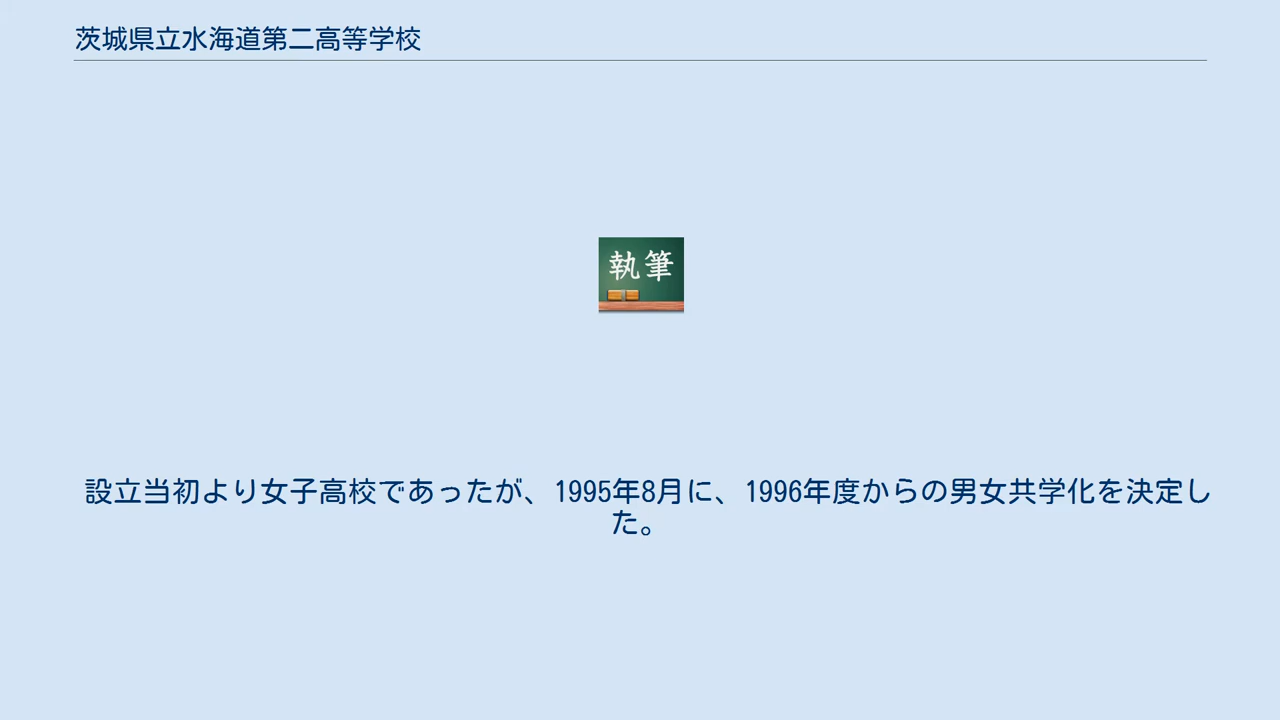 茨城県立水海道第二高等学校
執筆
設立当初より女子高校であったが、1995年8月に、1996年度からの男女共学化を決定し
た。